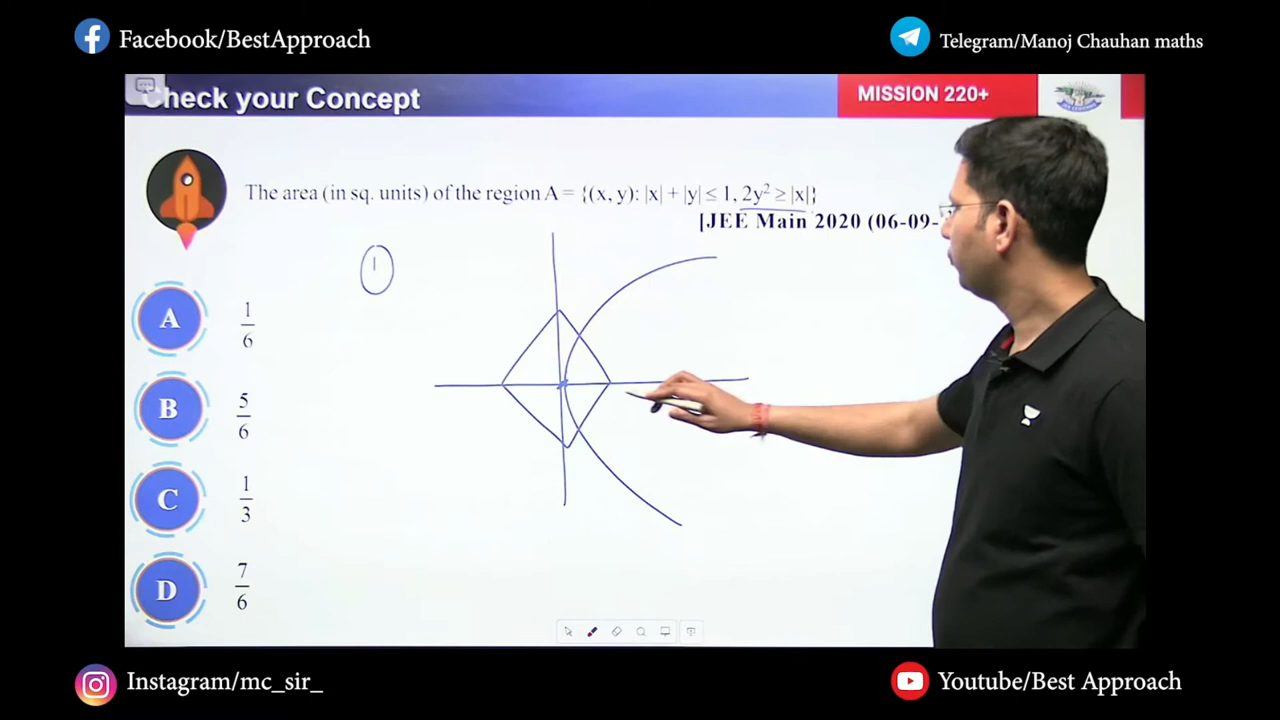 Facebook/BestApproach
Telegram/Manoj Chauhan maths
Check your Concept
MISSION 220+
The area (in sq. units) of the region A = {(x, y): |x| + |y| ≤ 1, 2y² ≥ |x|}
[JEE Main 2020 (06-09-
A 1/6
B 5/6
C 1/3
D 7/6
Instagram/mc_sir_
Youtube/Best Approach